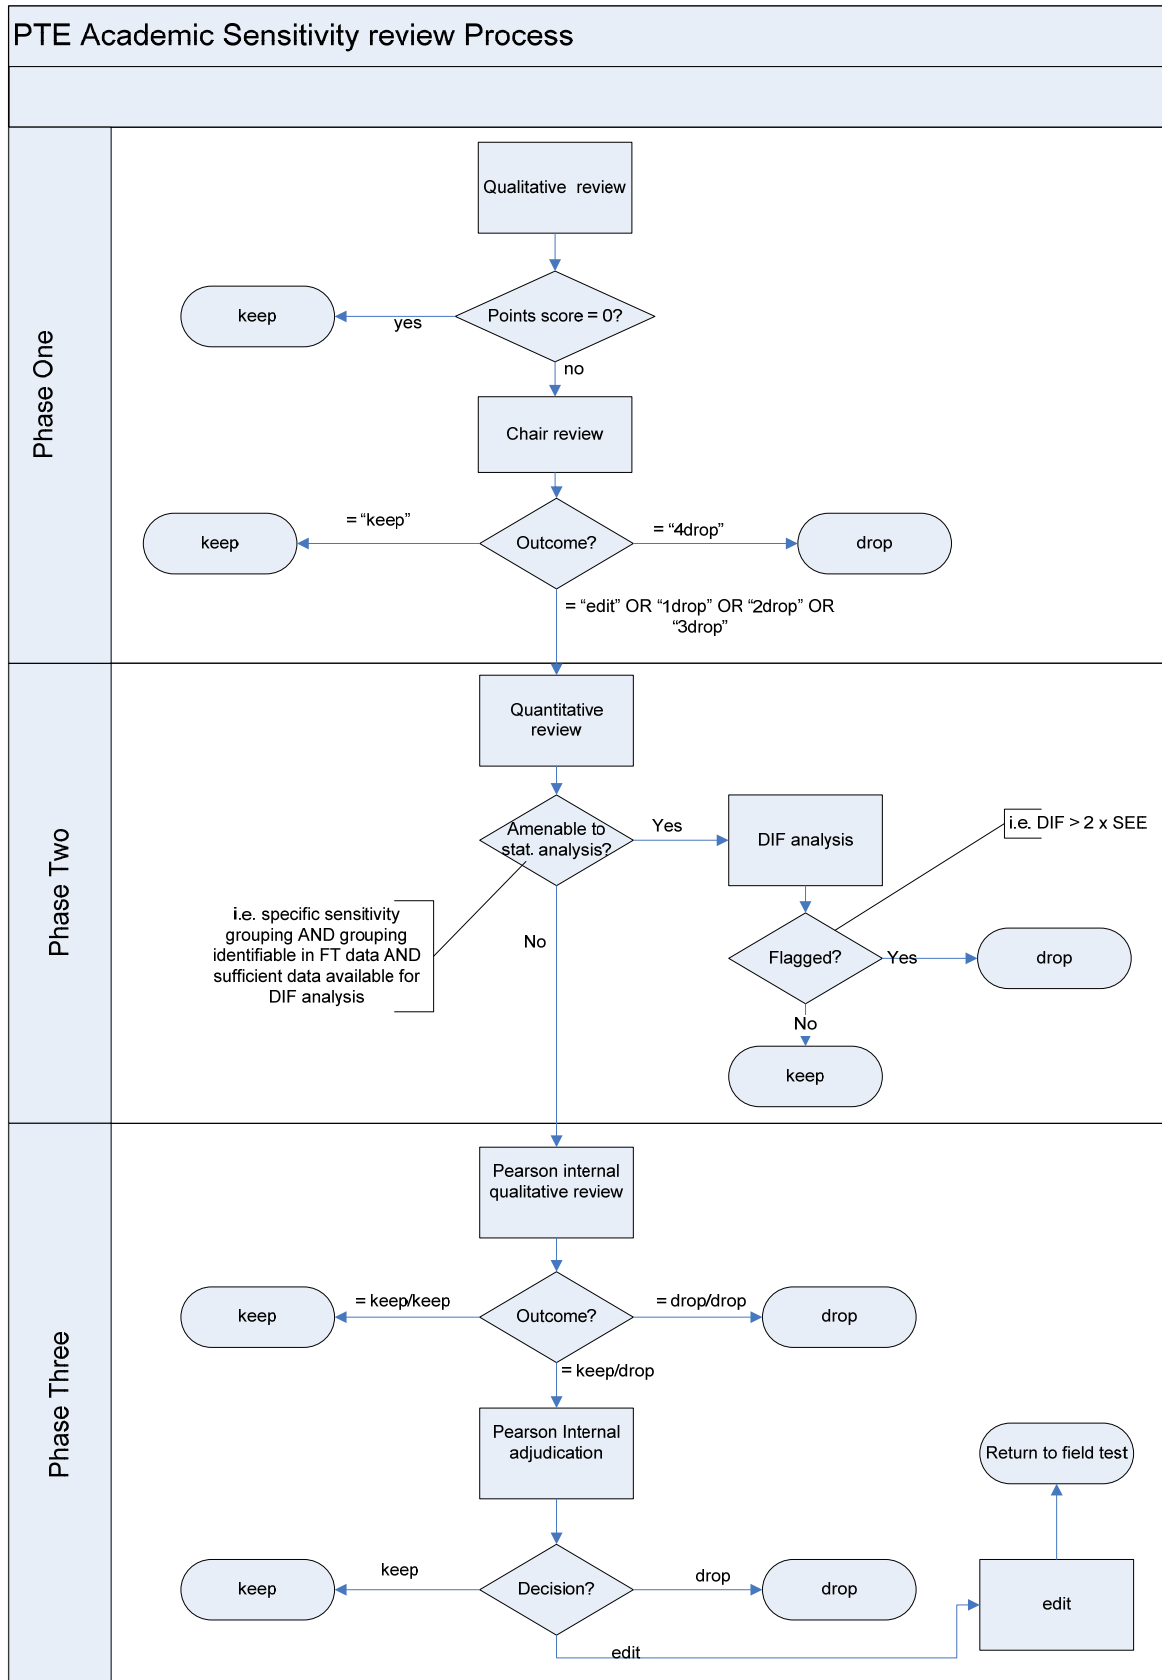 PTE Academic Sensitivity review Process
Phase One
Qualitative review
Points score = 0?
yes
keep
no
Chair review
Outcome?
= “keep”
keep
= “4drop”
drop
= “edit” OR “1drop” OR “2drop” OR
“3drop”
Phase Two
Quantitative
review
Amenable to
stat. analysis?
Yes
DIF analysis
i.e. DIF > 2 x SEE
i.e. specific sensitivity
grouping AND grouping
identifiable in FT data AND
sufficient data available for
DIF analysis
No
Flagged?
Yes
drop
No
keep
Phase Three
Pearson internal
qualitative review
Outcome?
= keep/keep
keep
= drop/drop
drop
= keep/drop
Pearson Internal
adjudication
Return to field test
Decision?
keep
keep
drop
drop
edit
edit